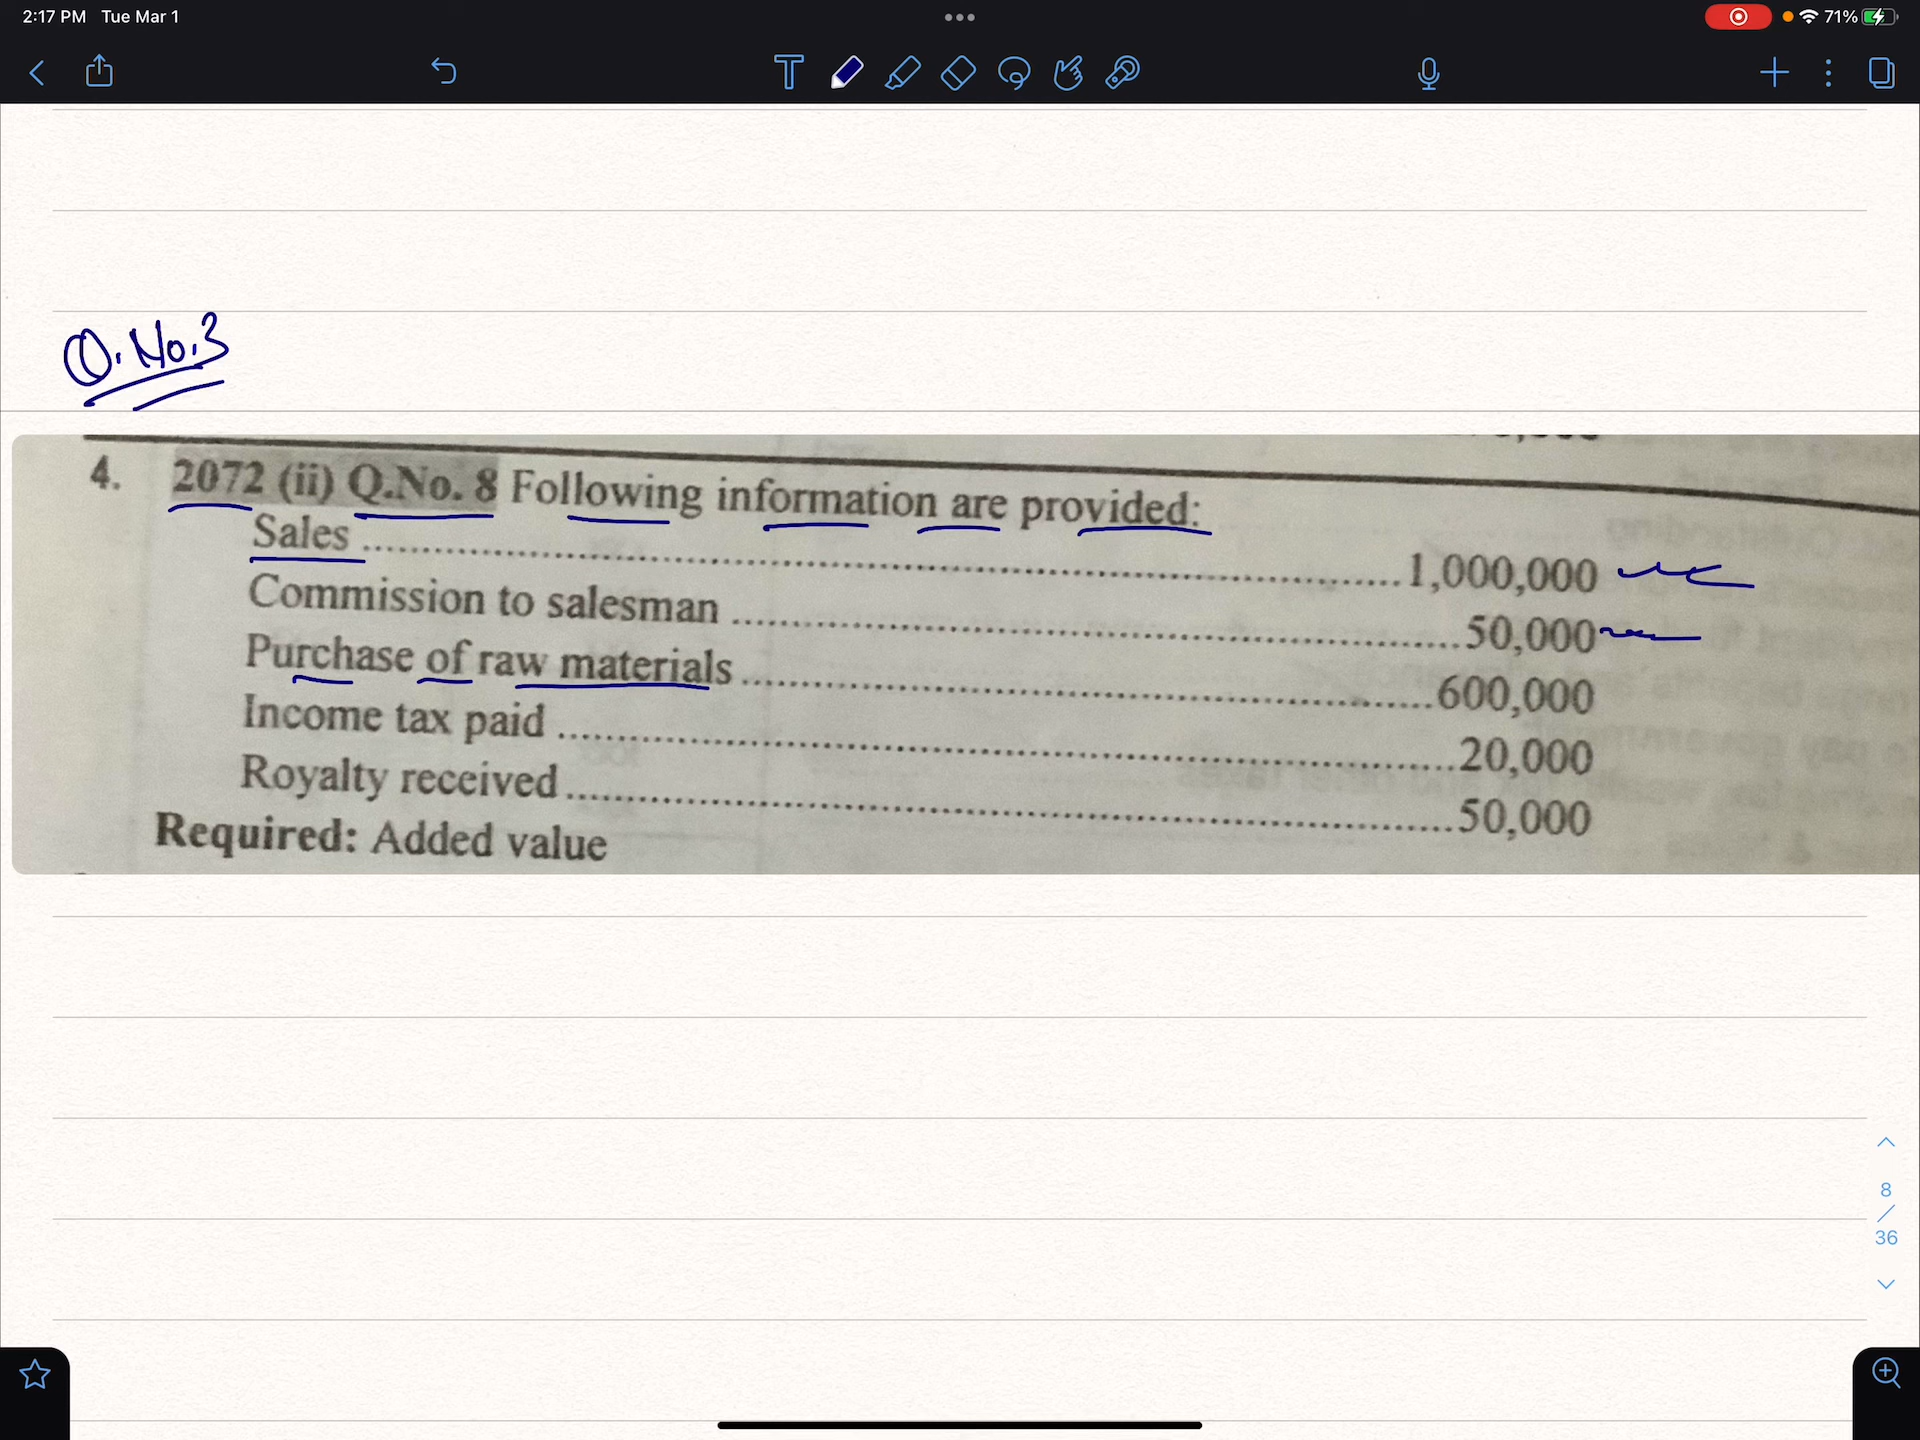 2:17 PM Tue Mar 1
71%
T
Q. No. 3
4. 2072 (ii) Q.No. 8 Following information are provided:
Sales 1,000,000
Commission to salesman 50,000
Purchase of raw materials 600,000
Income tax paid 20,000
Royalty received 50,000
Required: Added value
8
/
36